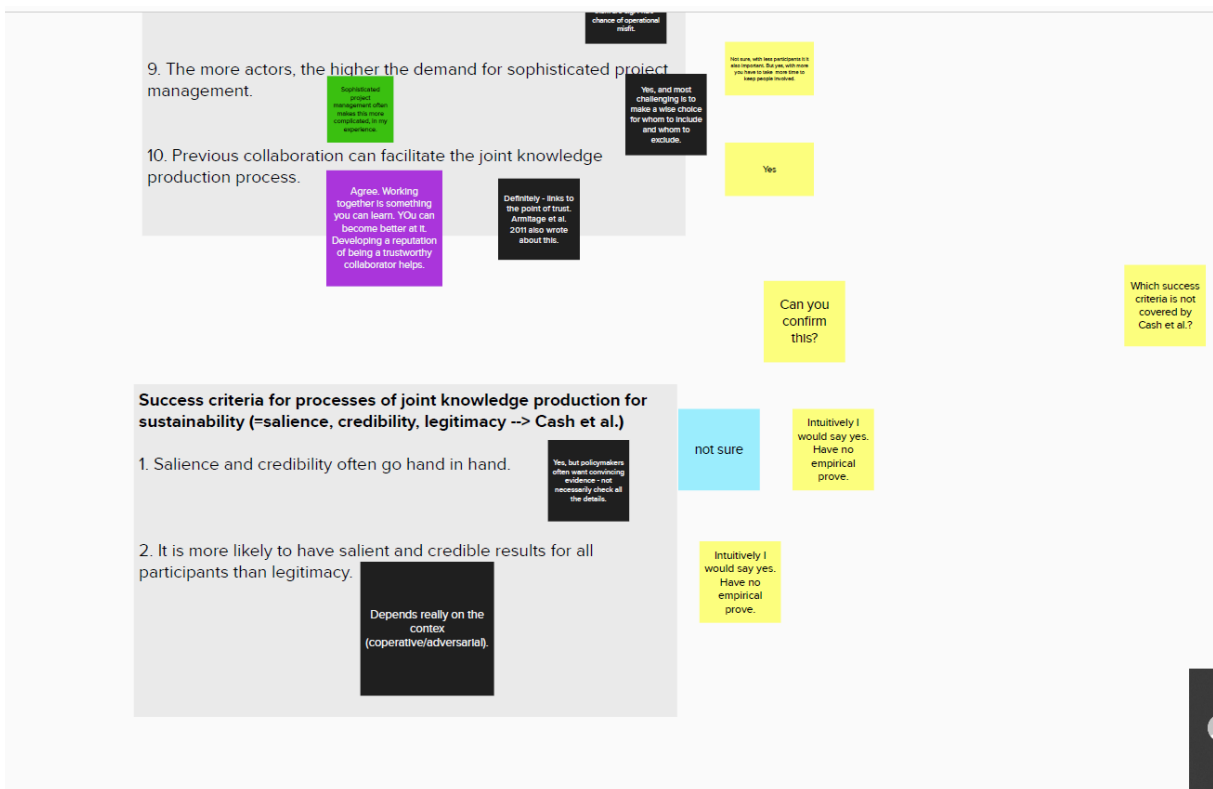 chance of operational
misfit.
9. The more actors, the higher the demand for sophisticated project
management.
Sophisticated
project
management often
makes this more
complicated, in my
experience.
Yes, and most
challenging is to
make a wise choice
for whom to include
and whom to
exclude.
Not sure, with less participants it it
also important. But yes, with more
you have to take more time to
keep people involved.
10. Previous collaboration can facilitate the joint knowledge
production process.
Agree. Working
together is something
you can learn. YOu can
become better at it.
Developing a reputation
of being a trustworthy
collaborator helps.
Definitely - links to
the point of trust.
Armitage et al.
2011 also wrote
about this.
Yes
Can you
confirm
this?
Which success
criteria is not
covered by
Cash et al.?
Success criteria for processes of joint knowledge production for
sustainability (=salience, credibility, legitimacy --> Cash et al.)
1. Salience and credibility often go hand in hand.
Yes, but policymakers
often want convincing
evidence - not
necessarily check all
the details.
not sure
Intuitively I
would say yes.
Have no
empirical
prove.
2. It is more likely to have salient and credible results for all
participants than legitimacy.
Depends really on the
contex
(coperative/adversarial).
Intuitively I
would say yes.
Have no
empirical
prove.